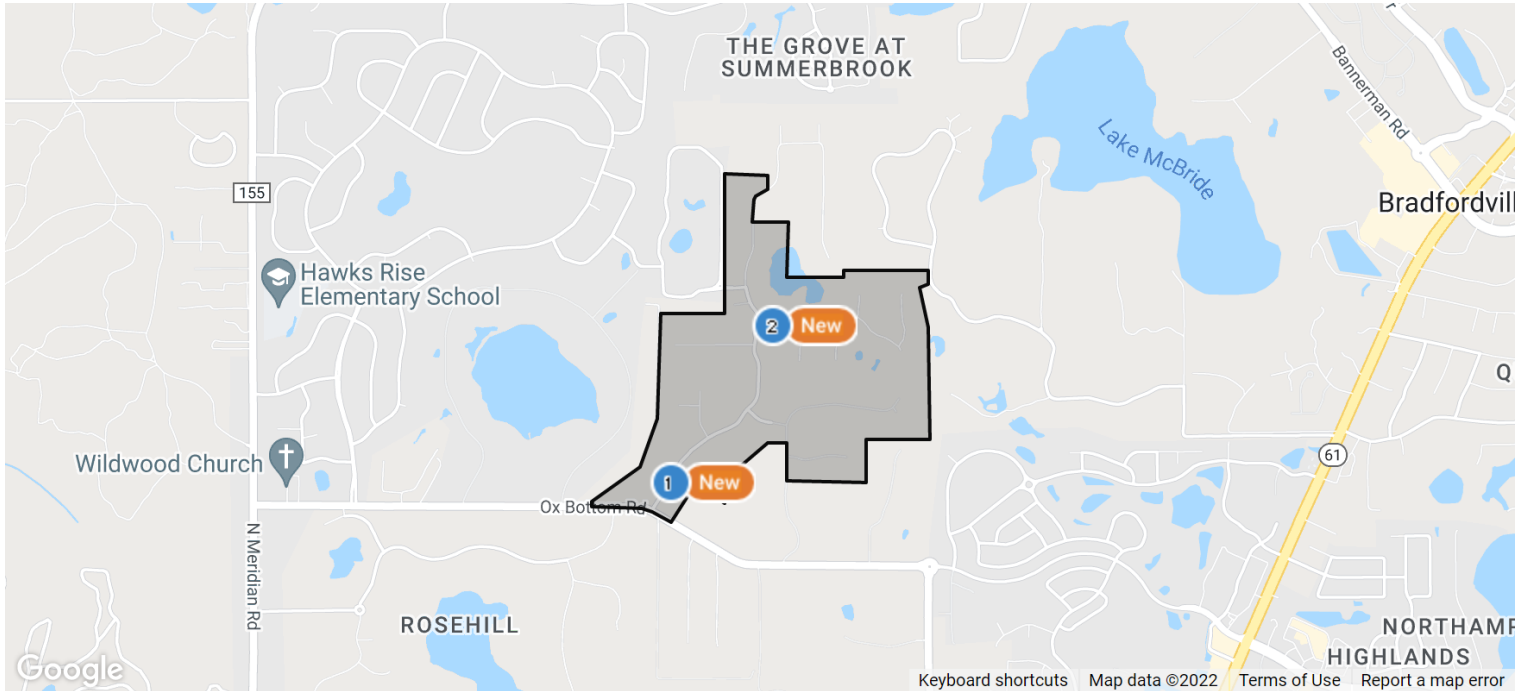 THE GROVE AT
SUMMERBROOK
Bannerman Rd
Lake McBride
155
Bradfordvill
Hawks Rise
Elementary School
2 New
Q
61
Wildwood Church
1 New
Ox Bottom Rd
N Meridian Rd
ROSEHILL
NORTHAMP
HIGHLANDS
Google
Keyboard shortcuts
Map data ©2022
Terms of Use
Report a map error